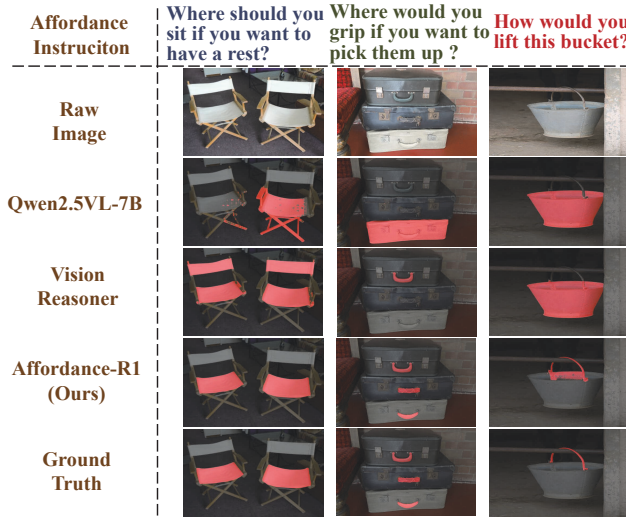 Affordance
Instruciton
Where should you
sit if you want to
have a rest?
Where would you
grip if you want to
pick them up ?
How would you
lift this bucket?
Raw
Image
Qwen2.5VL-7B
Vision
Reasoner
Affordance-R1
(Ours)
Ground
Truth